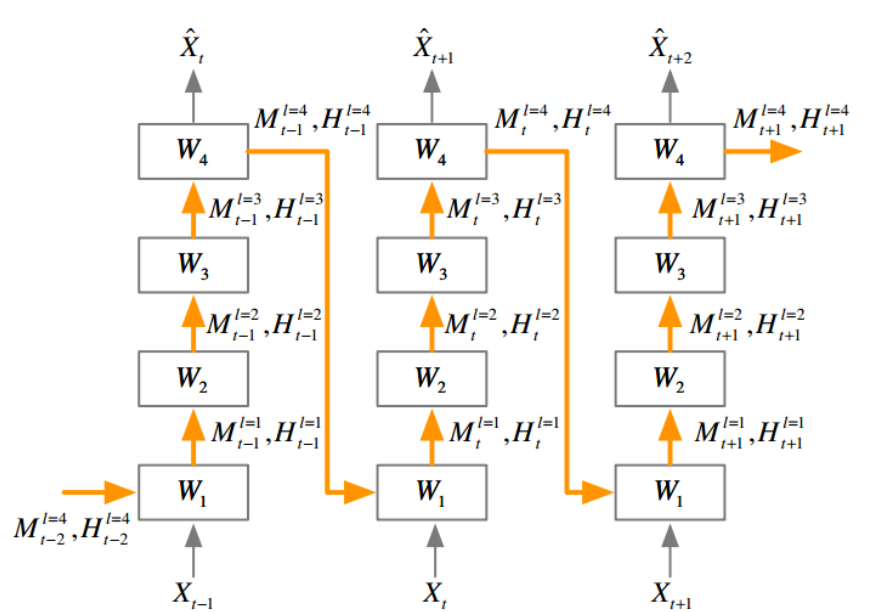 X̂_t X̂_{t+1} X̂_{t+2}
M_{t-1}^{l=4}, H_{t-1}^{l=4} M_t^{l=4}, H_t^{l=4} M_{t+1}^{l=4}, H_{t+1}^{l=4}
W_4 W_4 W_4
M_{t-1}^{l=3}, H_{t-1}^{l=3} M_t^{l=3}, H_t^{l=3} M_{t+1}^{l=3}, H_{t+1}^{l=3}
W_3 W_3 W_3
M_{t-1}^{l=2}, H_{t-1}^{l=2} M_t^{l=2}, H_t^{l=2} M_{t+1}^{l=2}, H_{t+1}^{l=2}
W_2 W_2 W_2
M_{t-1}^{l=1}, H_{t-1}^{l=1} M_t^{l=1}, H_t^{l=1} M_{t+1}^{l=1}, H_{t+1}^{l=1}
W_1 W_1 W_1
M_{t-2}^{l=4}, H_{t-2}^{l=4}
X_{t-1} X_t X_{t+1}